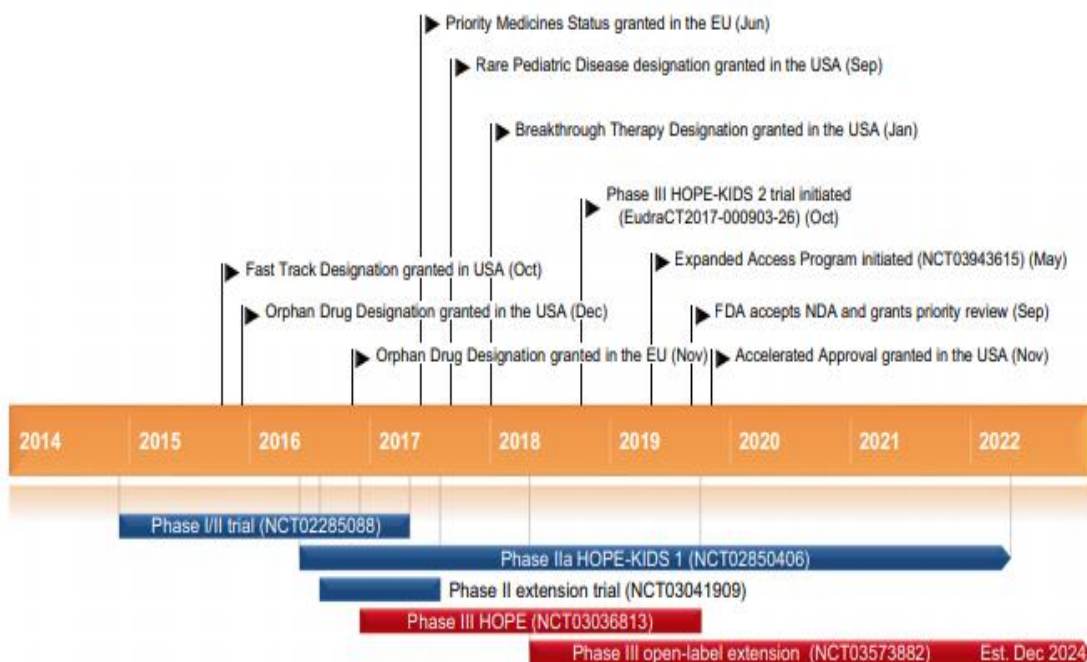 Priority Medicines Status granted in the EU (Jun)
Rare Pediatric Disease designation granted in the USA (Sep)
Breakthrough Therapy Designation granted in the USA (Jan)
Phase III HOPE-KIDS 2 trial initiated
(EudraCT2017-000903-26) (Oct)
Expanded Access Program initiated (NCT03943615) (May)
Fast Track Designation granted in USA (Oct)
Orphan Drug Designation granted in the USA (Dec)
FDA accepts NDA and grants priority review (Sep)
Orphan Drug Designation granted in the EU (Nov)
Accelerated Approval granted in the USA (Nov)
2014 2015 2016 2017 2018 2019 2020 2021 2022
Phase I/II trial (NCT02285088)
Phase IIa HOPE-KIDS 1 (NCT02850406)
Phase II extension trial (NCT03041909)
Phase III HOPE (NCT03036813)
Phase III open-label extension (NCT03573882) Est. Dec 2024